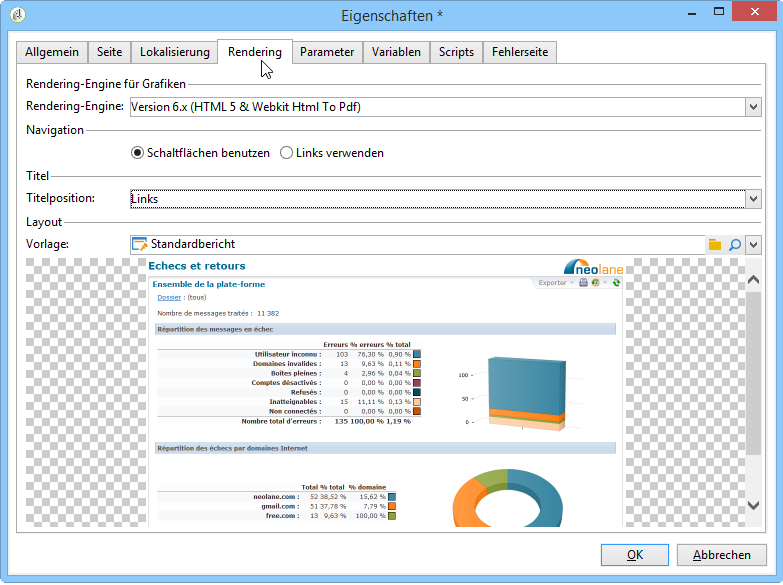 Eigenschaften *
Allgemein Seite Lokalisierung Rendering Parameter Variablen Scripts Fehlerseite
Rendering-Engine für Grafiken
Rendering-Engine: Version 6.x (HTML 5 & Webkit Html To Pdf)
Navigation
Schaltflächen benutzen Links verwenden
Titel
Titelposition: Links
Layout
Vorlage: Standardbericht
Echecs et retours neolane
Ensemble de la plate-forme Exporter
Dossier : (tous)
Nombre de messages traités : 11 382
Répartition des messages en échec
Erreurs % erreurs % total
Utilisateur inconnu : 103 76,30 % 0,90 %
Domaines invalides : 13 9,63 % 0,11 %
Boîtes pleines : 4 2,96 % 0,04 %
Comptes désactivés : 0 0,00 % 0,00 %
Refusés : 0 0,00 % 0,00 %
Inatteignables : 15 11,11 % 0,13 %
Non connectés : 0 0,00 % 0,00 %
Nombre total d'erreurs : 135 100,00 % 1,19 %
100
50
0
Répartition des échecs par domaines Internet
Total % total % domaine
neolane.com : 52 38,52 % 15,62 %
gmail.com : 51 37,78 % 7,79 %
free.com : 13 9,63 % 100,00 %
OK Abbrechen